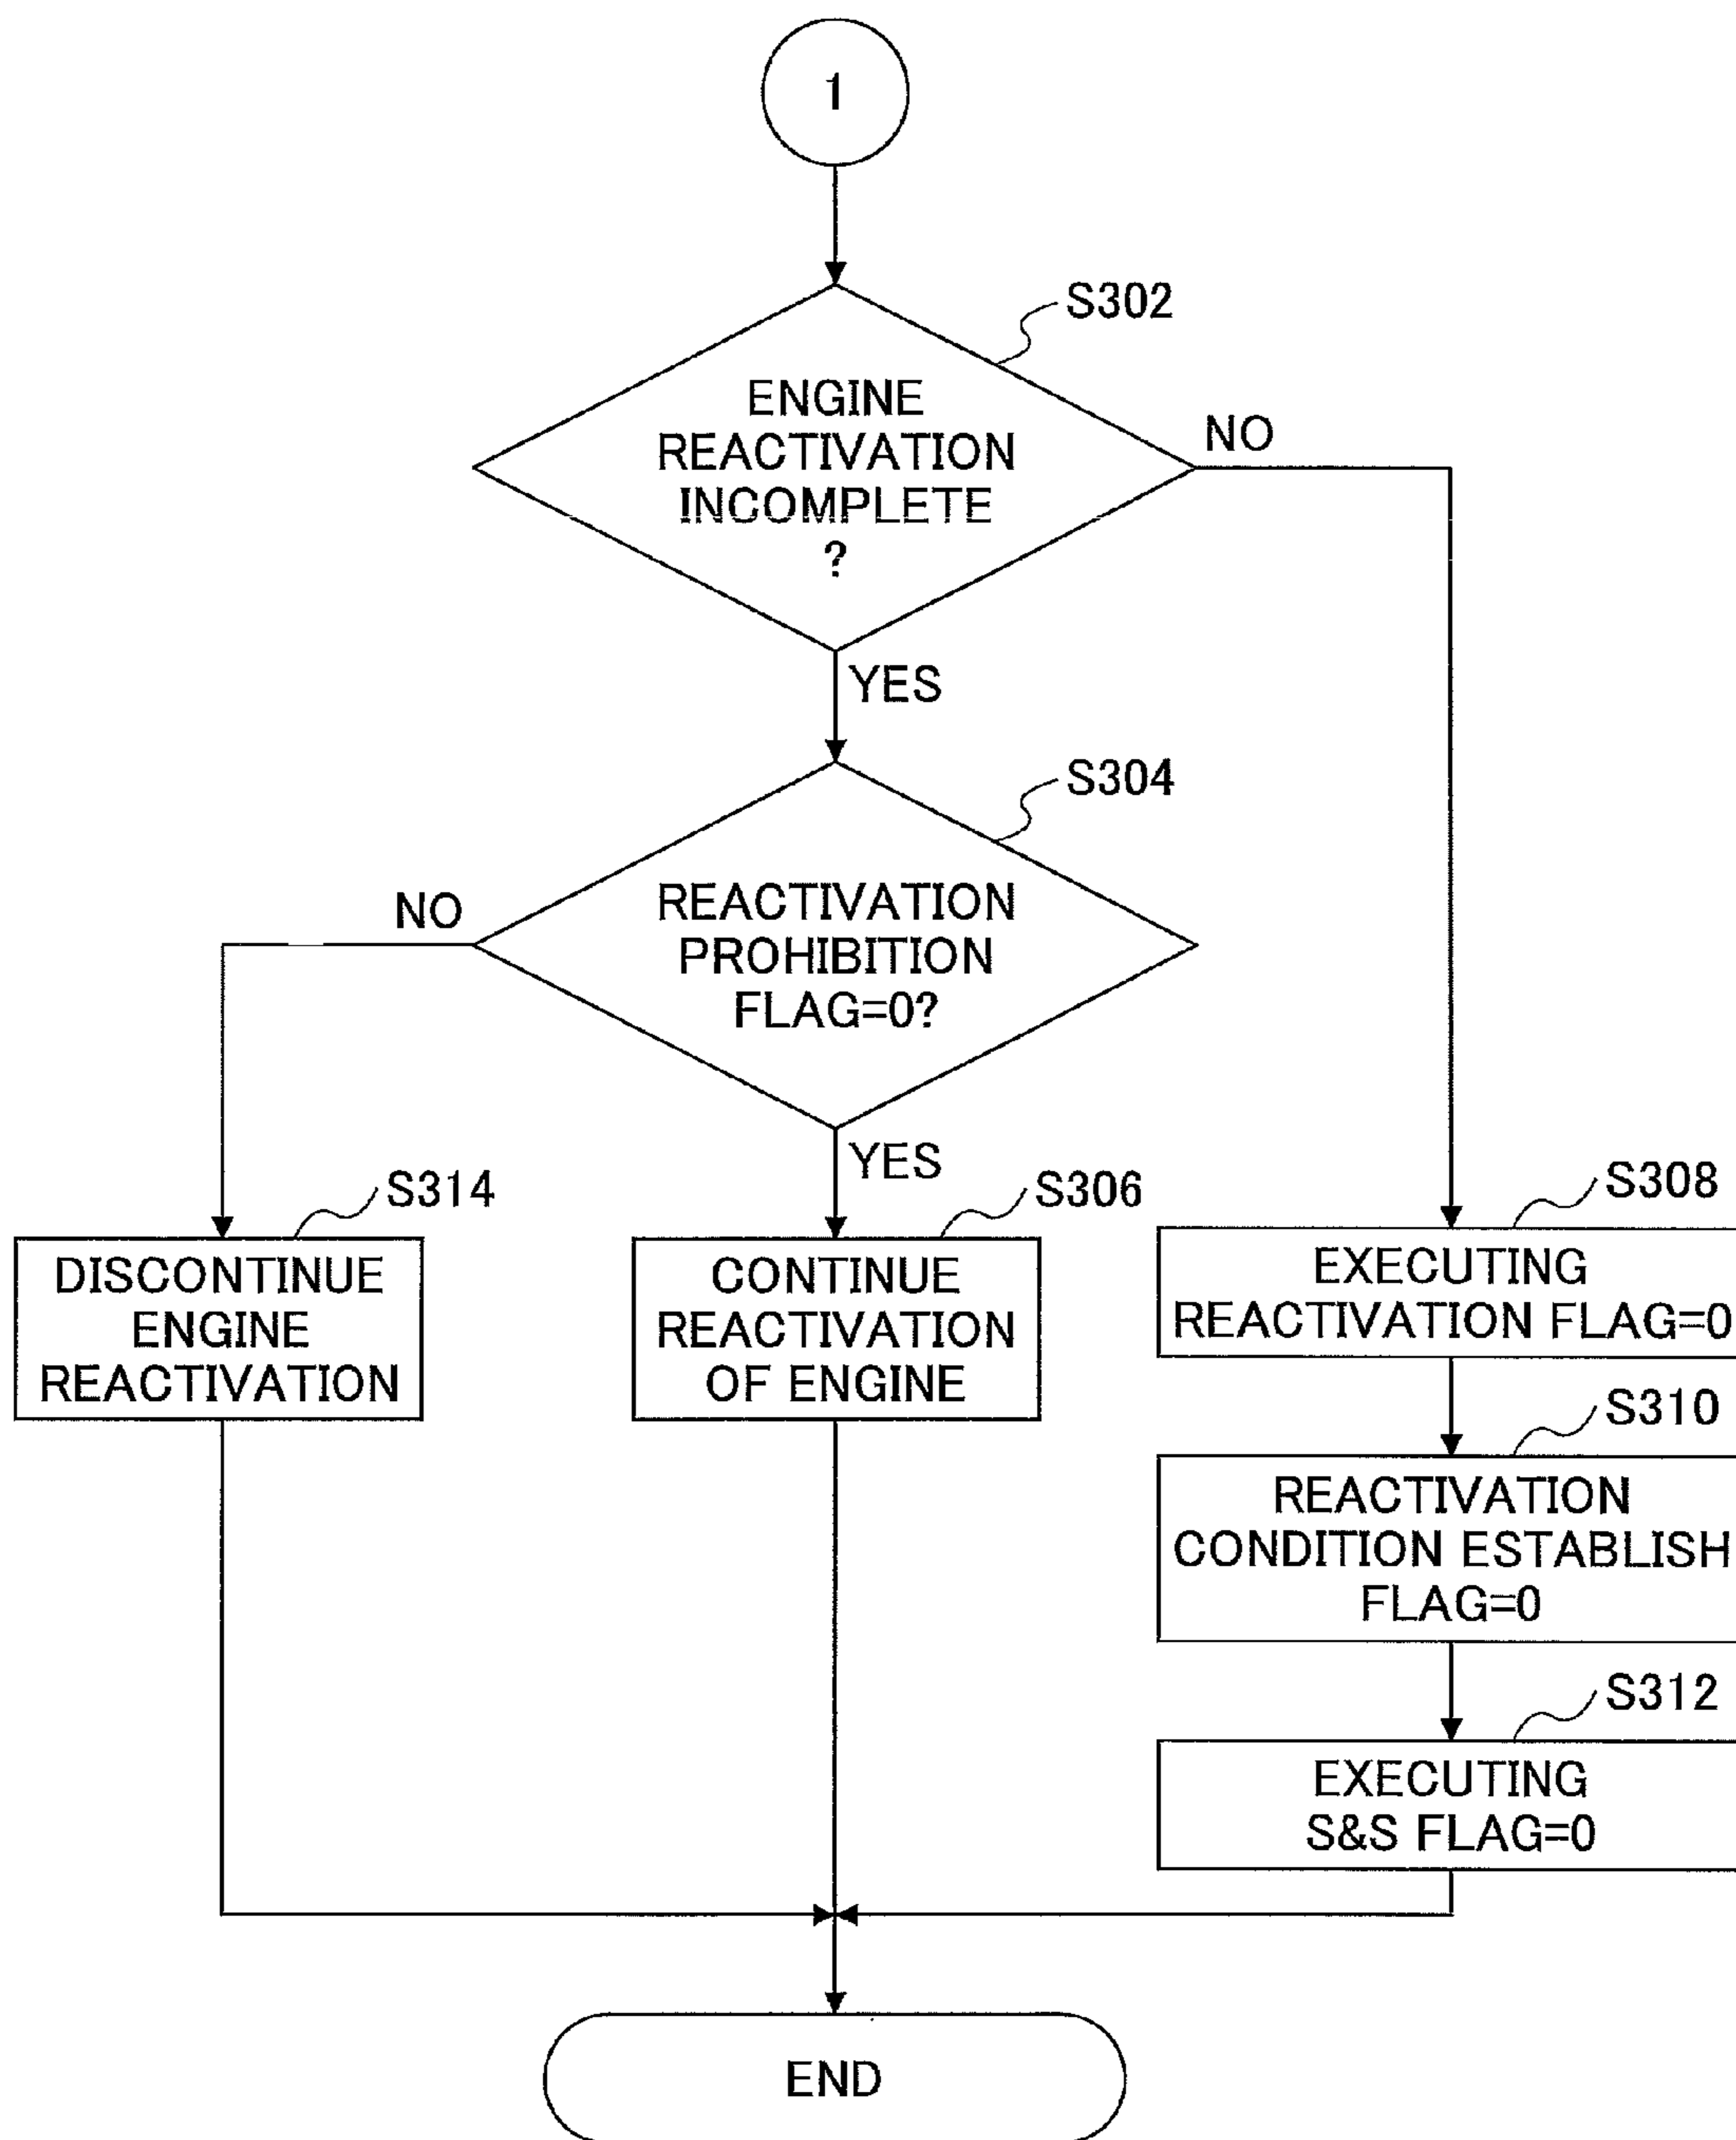 1
S302
ENGINE
REACTIVATION
INCOMPLETE
?
NO
YES
S304
REACTIVATION
PROHIBITION
FLAG=0?
NO
YES
S314
DISCONTINUE
ENGINE
REACTIVATION
S306
CONTINUE
REACTIVATION
OF ENGINE
S308
EXECUTING
REACTIVATION FLAG=0
S310
REACTIVATION
CONDITION ESTABLISH
FLAG=0
S312
EXECUTING
S&S FLAG=0
END